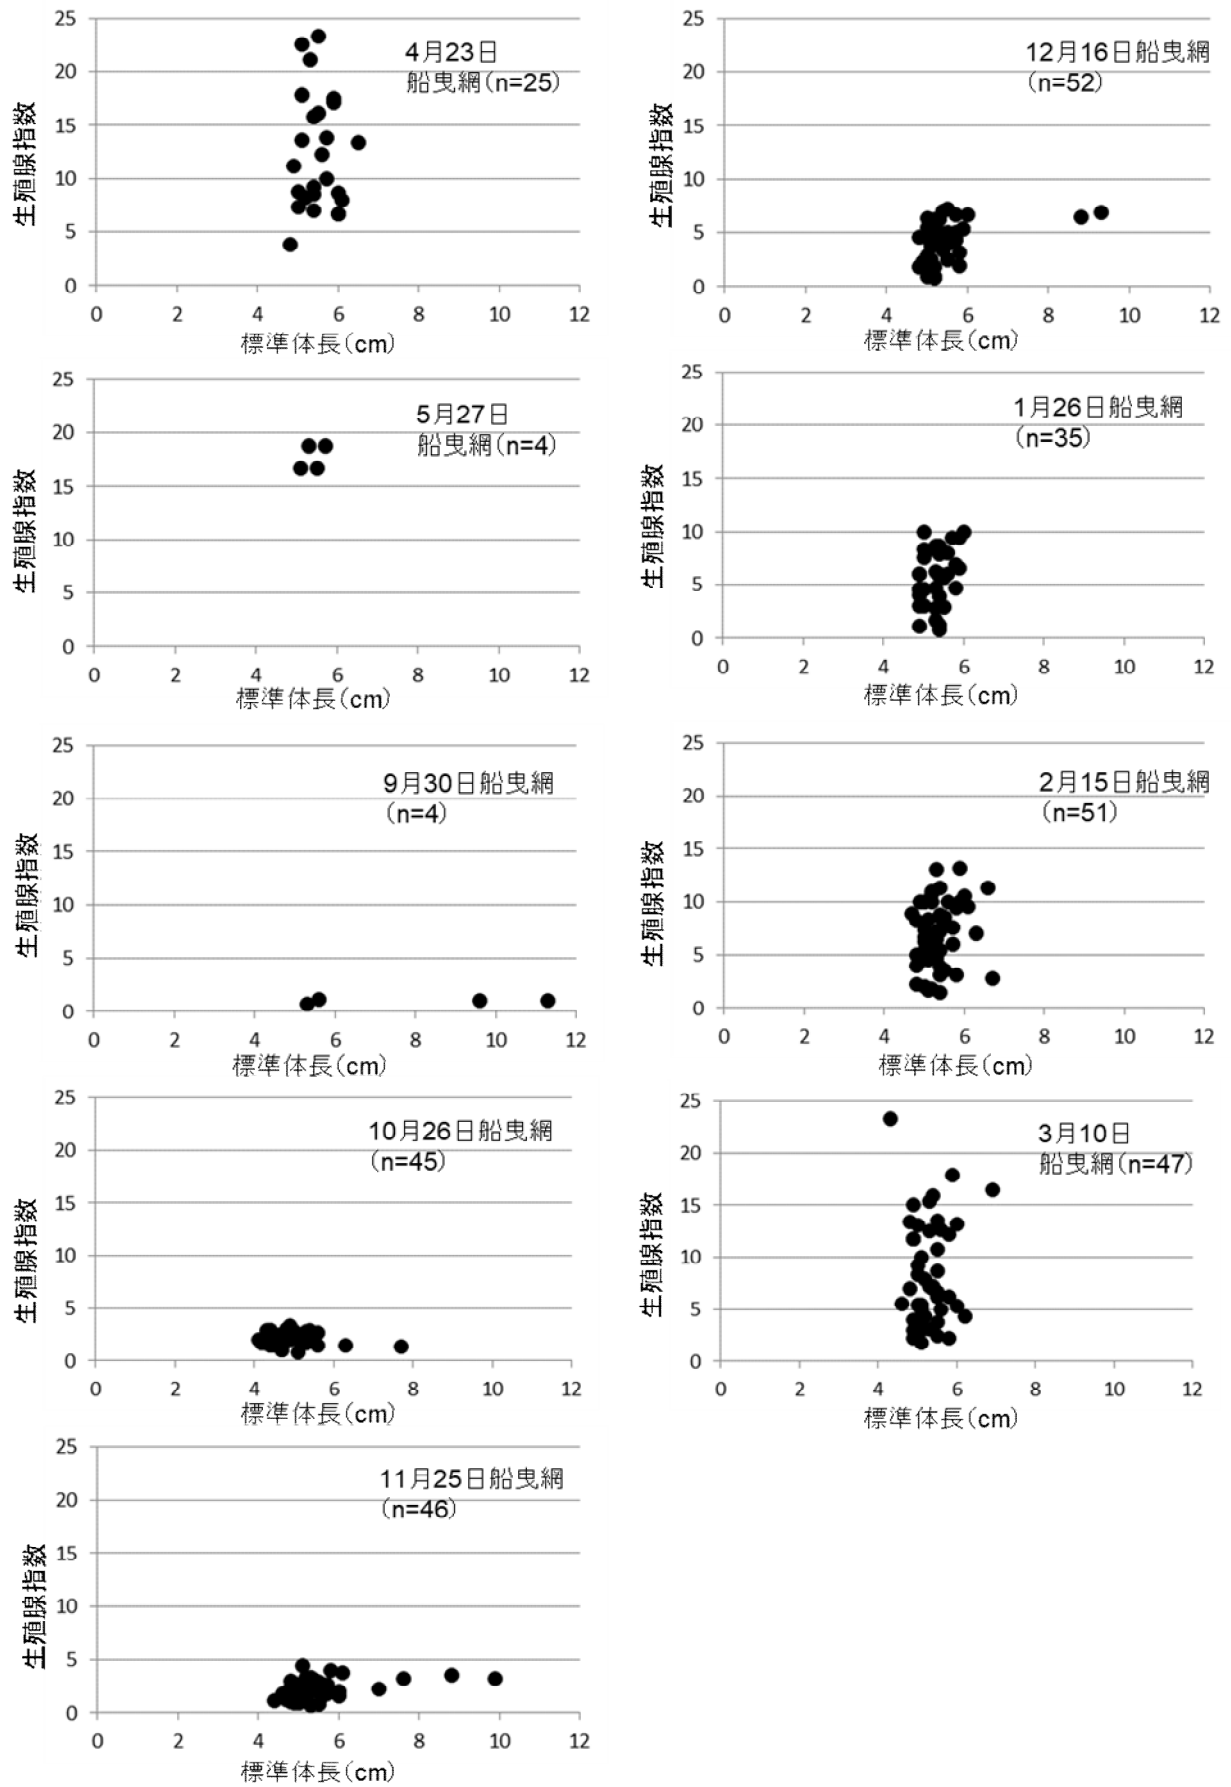 25
20
15
10
5
0
生殖腺指数
4月23日
船曳網(n=25)
0 2 4 6 8 10 12
標準体長(cm)
25
20
15
10
5
0
生殖腺指数
5月27日
船曳網(n=4)
0 2 4 6 8 10 12
標準体長(cm)
25
20
15
10
5
0
生殖腺指数
9月30日船曳網
(n=4)
0 2 4 6 8 10 12
標準体長(cm)
25
20
15
10
5
0
生殖腺指数
10月26日船曳網
(n=45)
0 2 4 6 8 10 12
標準体長(cm)
25
20
15
10
5
0
生殖腺指数
11月25日船曳網
(n=46)
0 2 4 6 8 10 12
標準体長(cm)
25
20
15
10
5
0
生殖腺指数
12月16日船曳網
(n=52)
0 2 4 6 8 10 12
標準体長(cm)
25
20
15
10
5
0
生殖腺指数
1月26日船曳網
(n=35)
0 2 4 6 8 10 12
標準体長(cm)
25
20
15
10
5
0
生殖腺指数
2月15日船曳網
(n=51)
0 2 4 6 8 10 12
標準体長(cm)
25
20
15
10
5
0
生殖腺指数
3月10日
船曳網(n=47)
0 2 4 6 8 10 12
標準体長(cm)